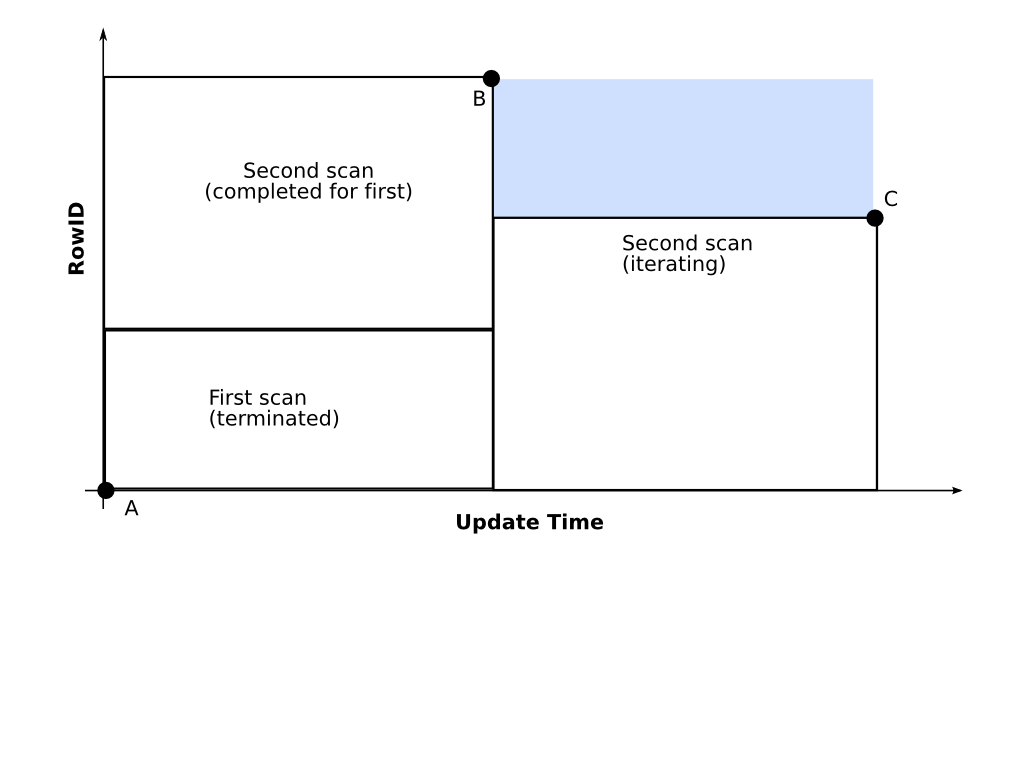 B
C
Second scan
(completed for first)
RowID
Second scan
(iterating)
First scan
(terminated)
A
Update Time